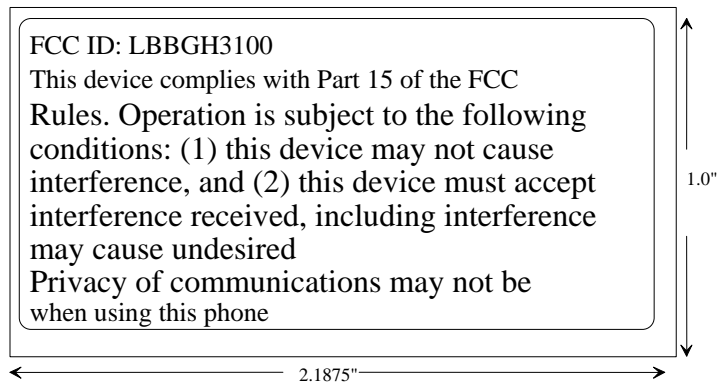 FCC ID: LBBGH3100
This device complies with Part 15 of the FCC
Rules. Operation is subject to the following
conditions: (1) this device may not cause
interference, and (2) this device must accept
interference received, including interference
may cause undesired
Privacy of communications may not be
when using this phone
1.0"
2.1875"